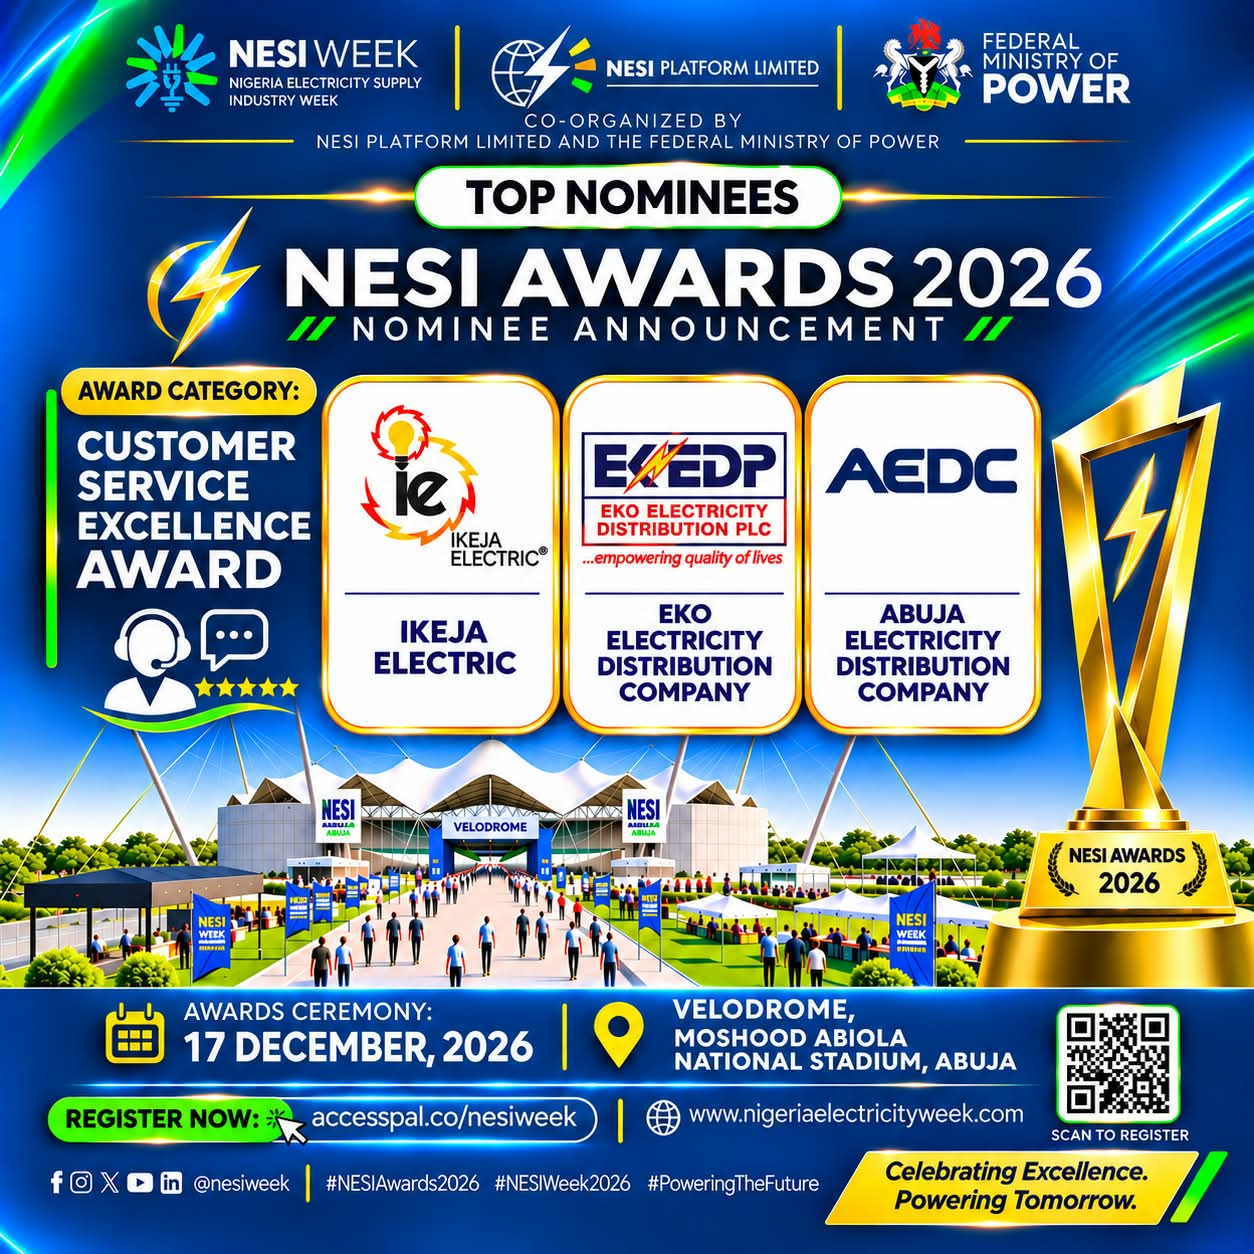 NESI WEEK
NIGERIA ELECTRICITY SUPPLY
INDUSTRY WEEK
NESI PLATFORM LIMITED
FEDERAL
MINISTRY OF
POWER
CO-ORGANIZED BY
NESI PLATFORM LIMITED AND THE FEDERAL MINISTRY OF POWER
TOP NOMINEES
NESI AWARDS 2026
NOMINEE ANNOUNCEMENT
AWARD CATEGORY:
CUSTOMER
SERVICE
EXCELLENCE
AWARD
ie
IKEJA
ELECTRIC®
IKEJA
ELECTRIC
EKEDP
EKO ELECTRICITY
DISTRIBUTION PLC
...empowering quality of lives
EKO
ELECTRICITY
DISTRIBUTION
COMPANY
AEDC
ABUJA
ELECTRICITY
DISTRIBUTION
COMPANY
NESI
ABUJA
NESI
ABUJA
VELODROME
NESI
WEEK
NESI
WEEK
NESI AWARDS
2026
AWARDS CEREMONY:
17 DECEMBER, 2026
VELODROME,
MOSHOOD ABIOLA
NATIONAL STADIUM, ABUJA
REGISTER NOW: accesspal.co/nesiweek
www.nigeriaelectricityweek.com
SCAN TO REGISTER
@nesiweek
#NESIAwards2026 #NESIWeek2026 #PoweringTheFuture
Celebrating Excellence.
Powering Tomorrow.